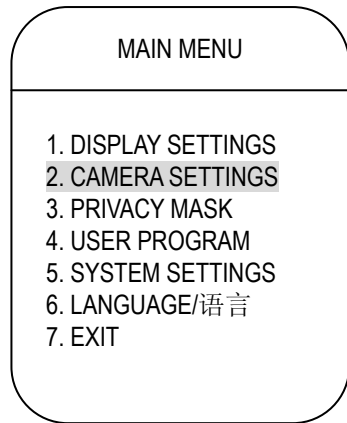 MAIN MENU
1. DISPLAY SETTINGS
2. CAMERA SETTINGS
3. PRIVACY MASK
4. USER PROGRAM
5. SYSTEM SETTINGS
6. LANGUAGE/语言
7. EXIT